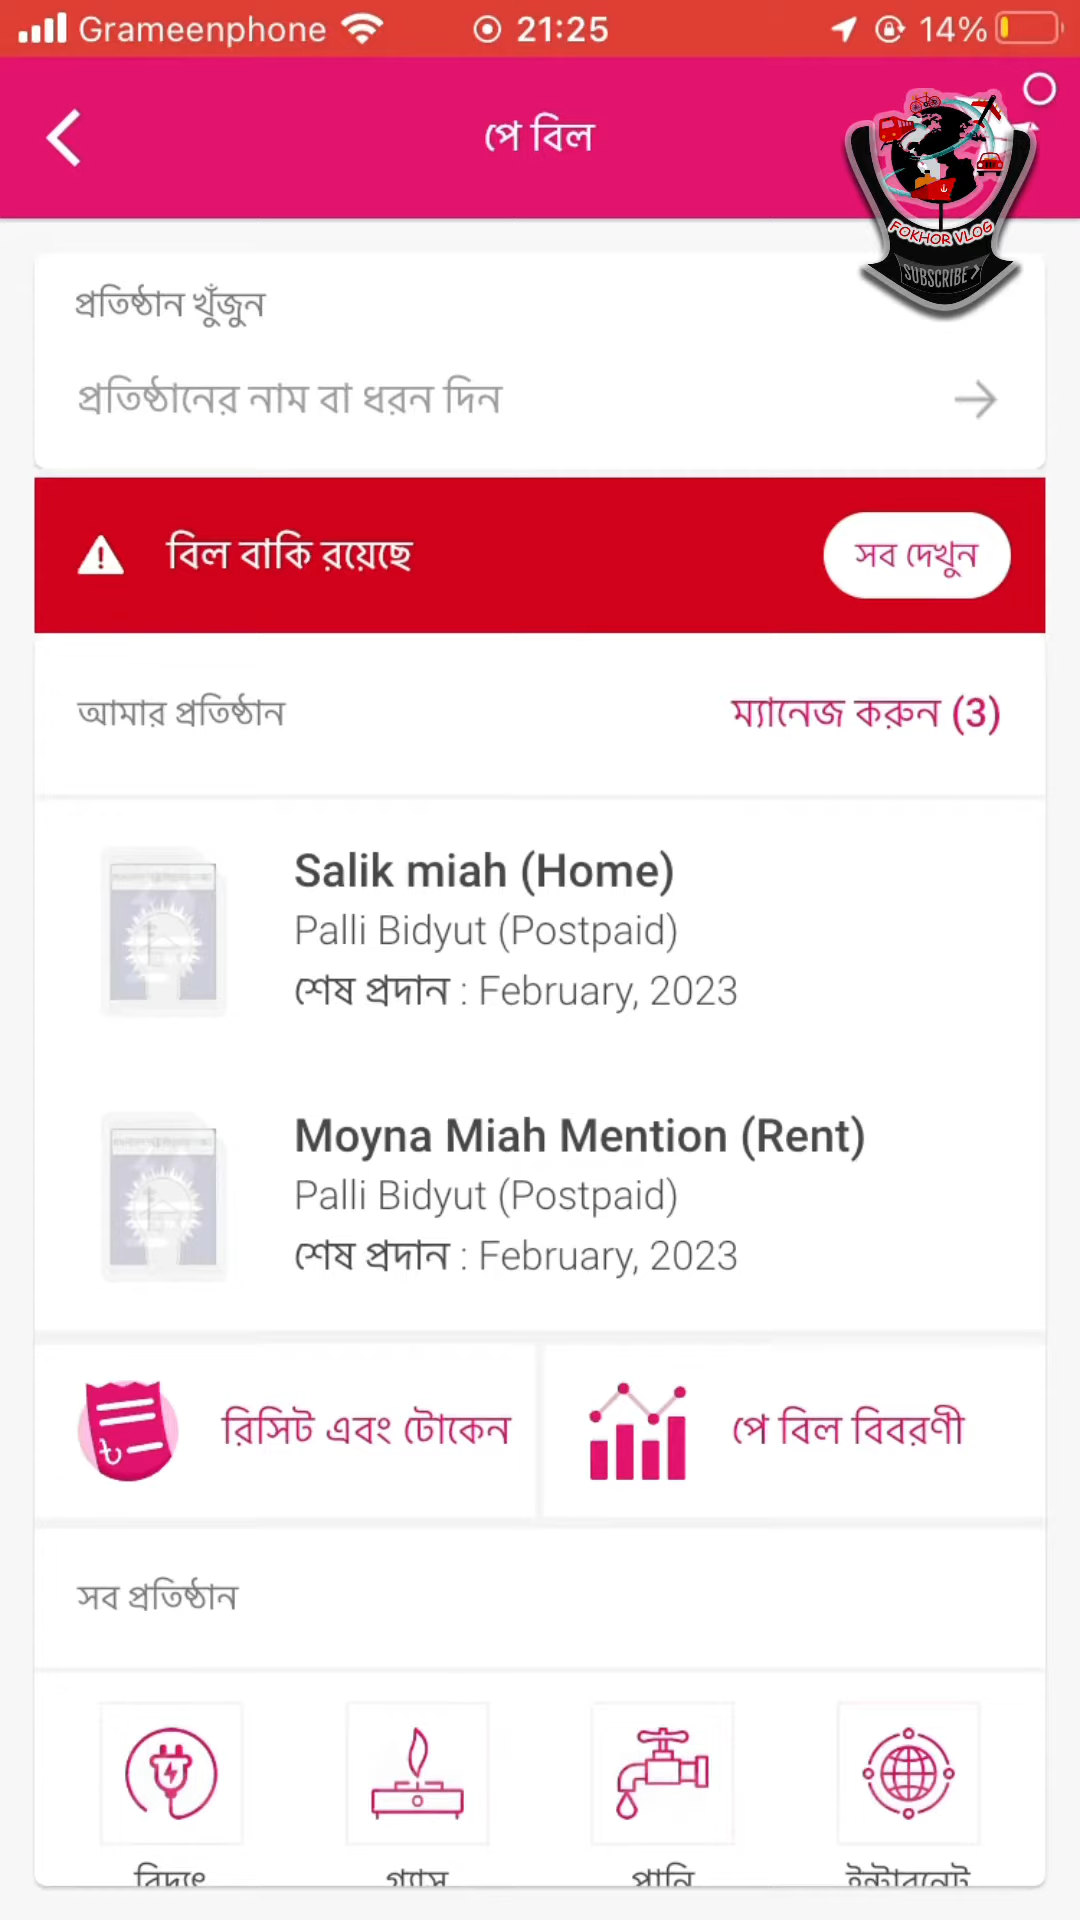 Grameenphone 21:25 14%
পে বিল
FOKHOR VLOG
SUBSCRIBE
প্রতিষ্ঠান খুঁজুন
প্রতিষ্ঠানের নাম বা ধরন দিন
বিল বাকি রয়েছে
সব দেখুন
আমার প্রতিষ্ঠান
ম্যানেজ করুন (3)
Salik miah (Home)
Palli Bidyut (Postpaid)
শেষ প্রদান : February, 2023
Moyna Miah Mention (Rent)
Palli Bidyut (Postpaid)
শেষ প্রদান : February, 2023
রিসিট এবং টোকেন
পে বিল বিবরণী
সব প্রতিষ্ঠান
বিদ্যুৎ গ্যাস পানি ইন্টারনেট